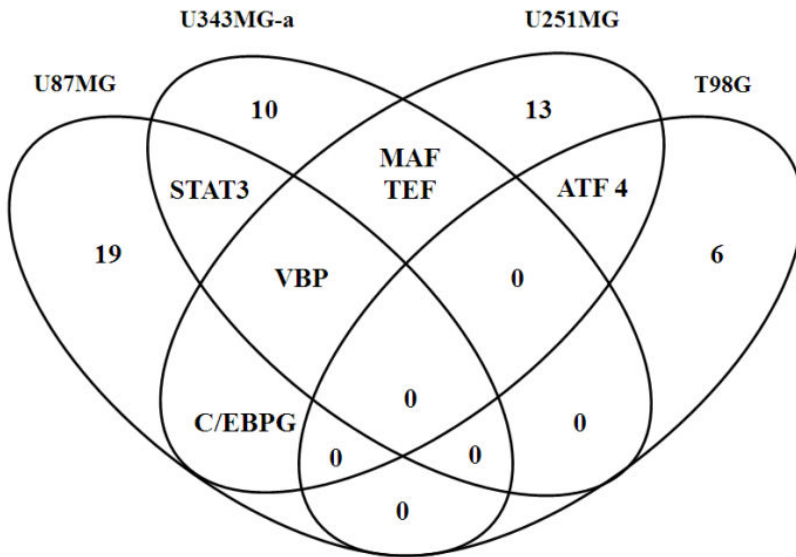 U343MG-a
U251MG
U87MG
T98G
10
13
MAF
TEF
STAT3
ATF 4
19
VBP
0
6
0
C/EBPG
0
0
0
0